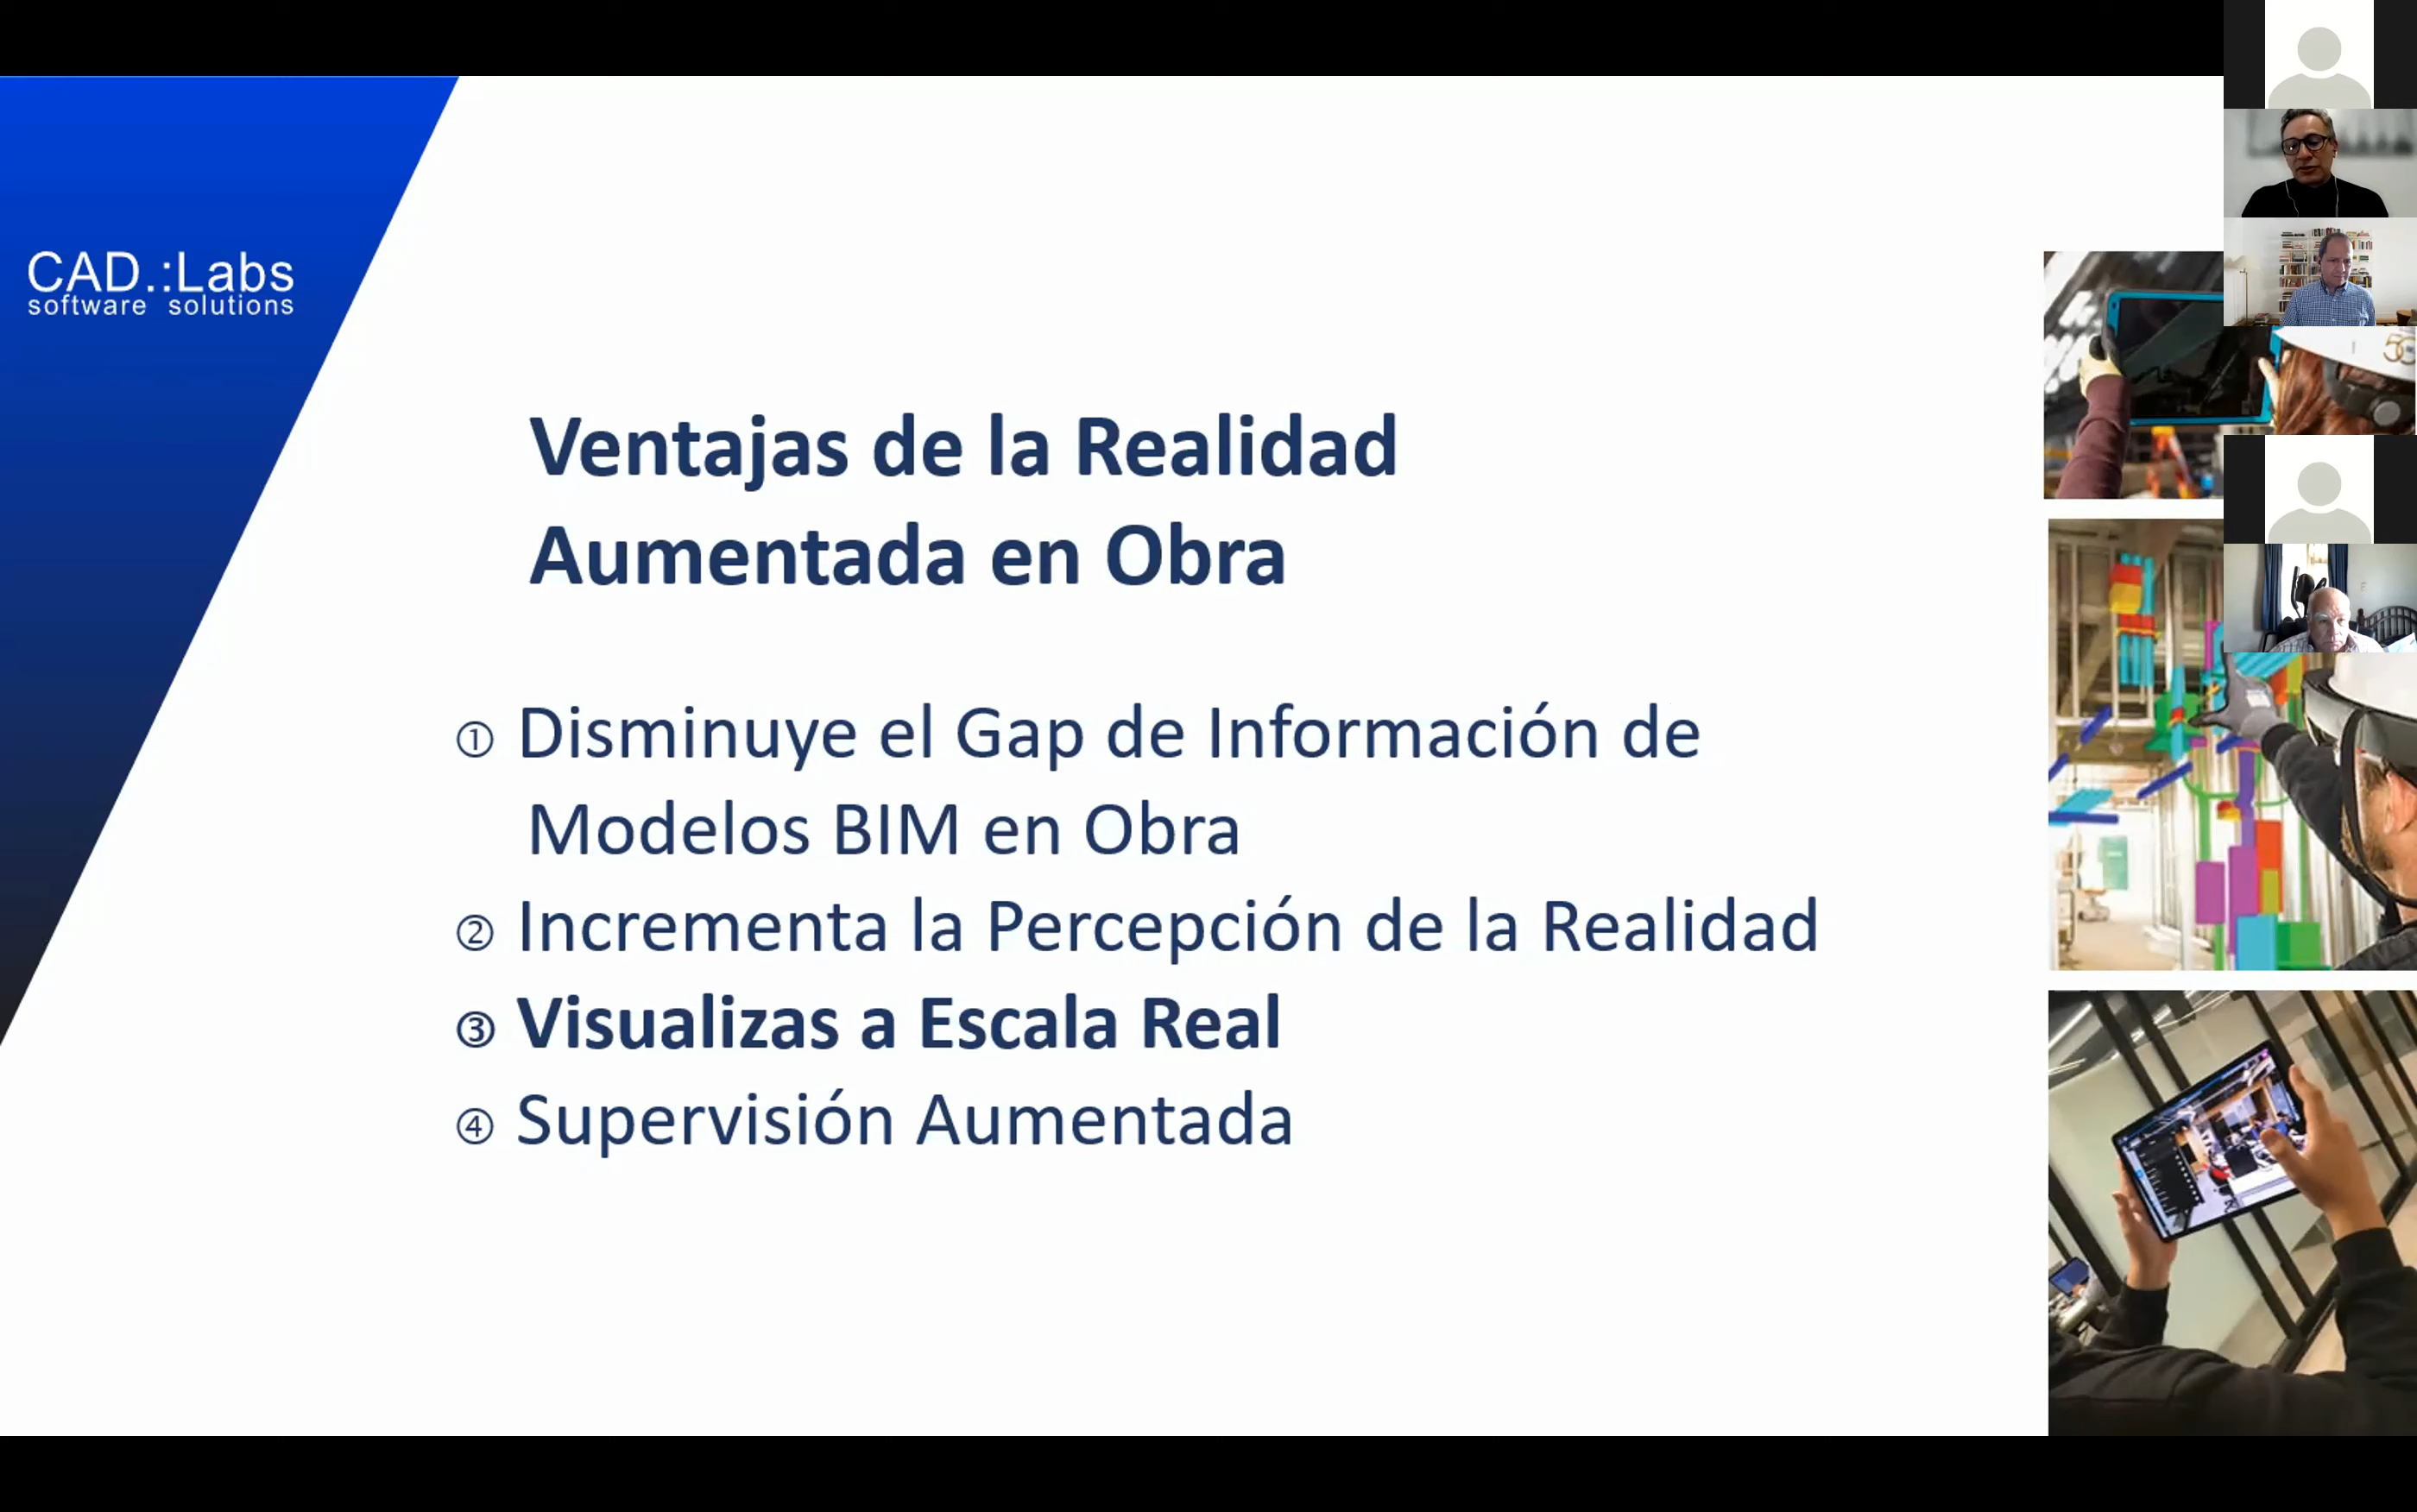 CAD.:Labs
software solutions
Ventajas de la Realidad
Aumentada en Obra
① Disminuye el Gap de Información de
Modelos BIM en Obra
② Incrementa la Percepción de la Realidad
③ Visualizas a Escala Real
④ Supervisión Aumentada